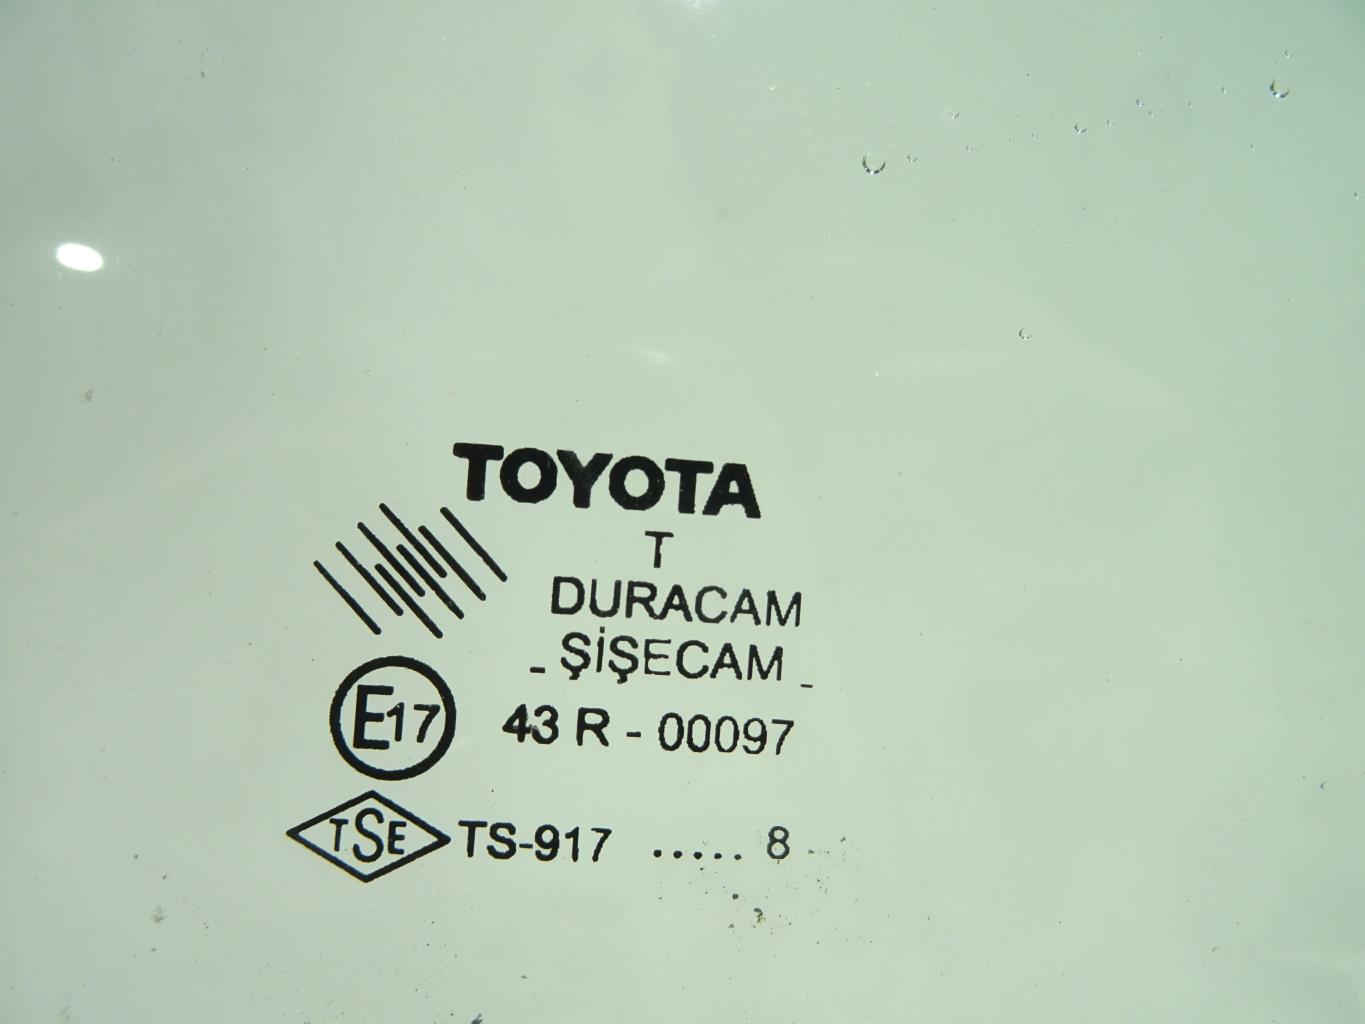 TOYOTA
T
DURACAM
- ŞİŞECAM -
E17 43 R - 00097
TSE TS-917 ..... 8